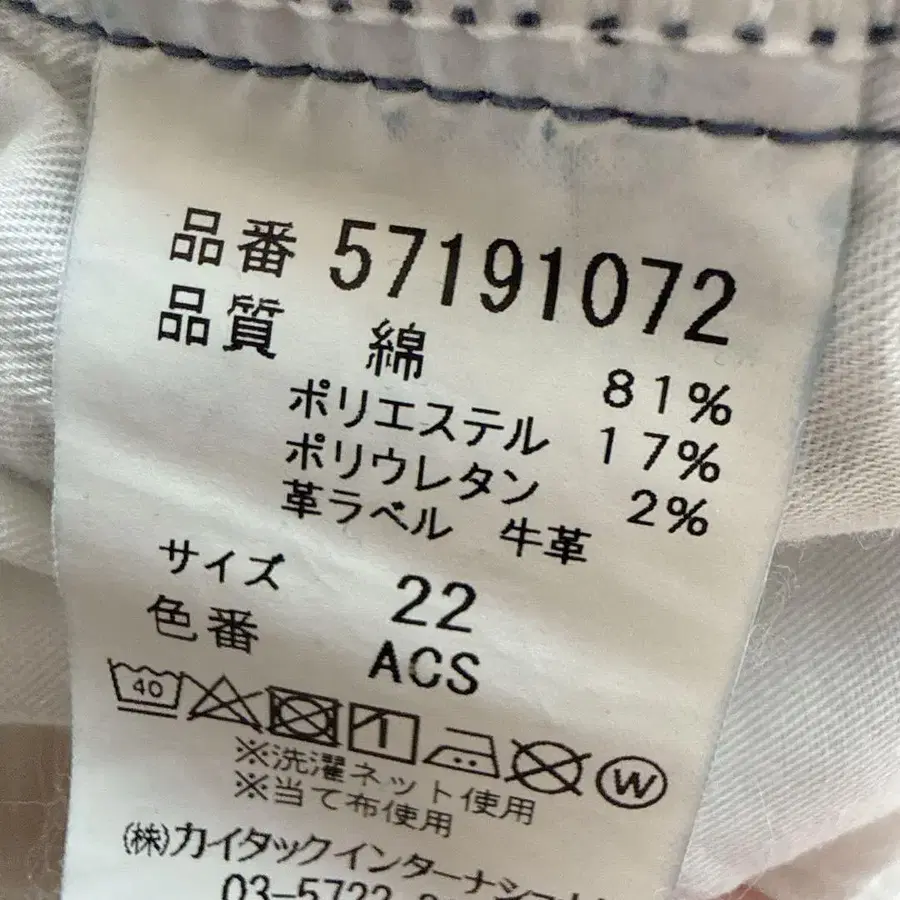 品番 57191072
品質 綿 81%
ポリエステル 17%
ポリウレタン 2%
革ラベル 牛革
サイズ 22
色番 ACS
40
W
※洗濯ネット使用
※当て布使用
(株)カイタックインターナショナル
03-5722